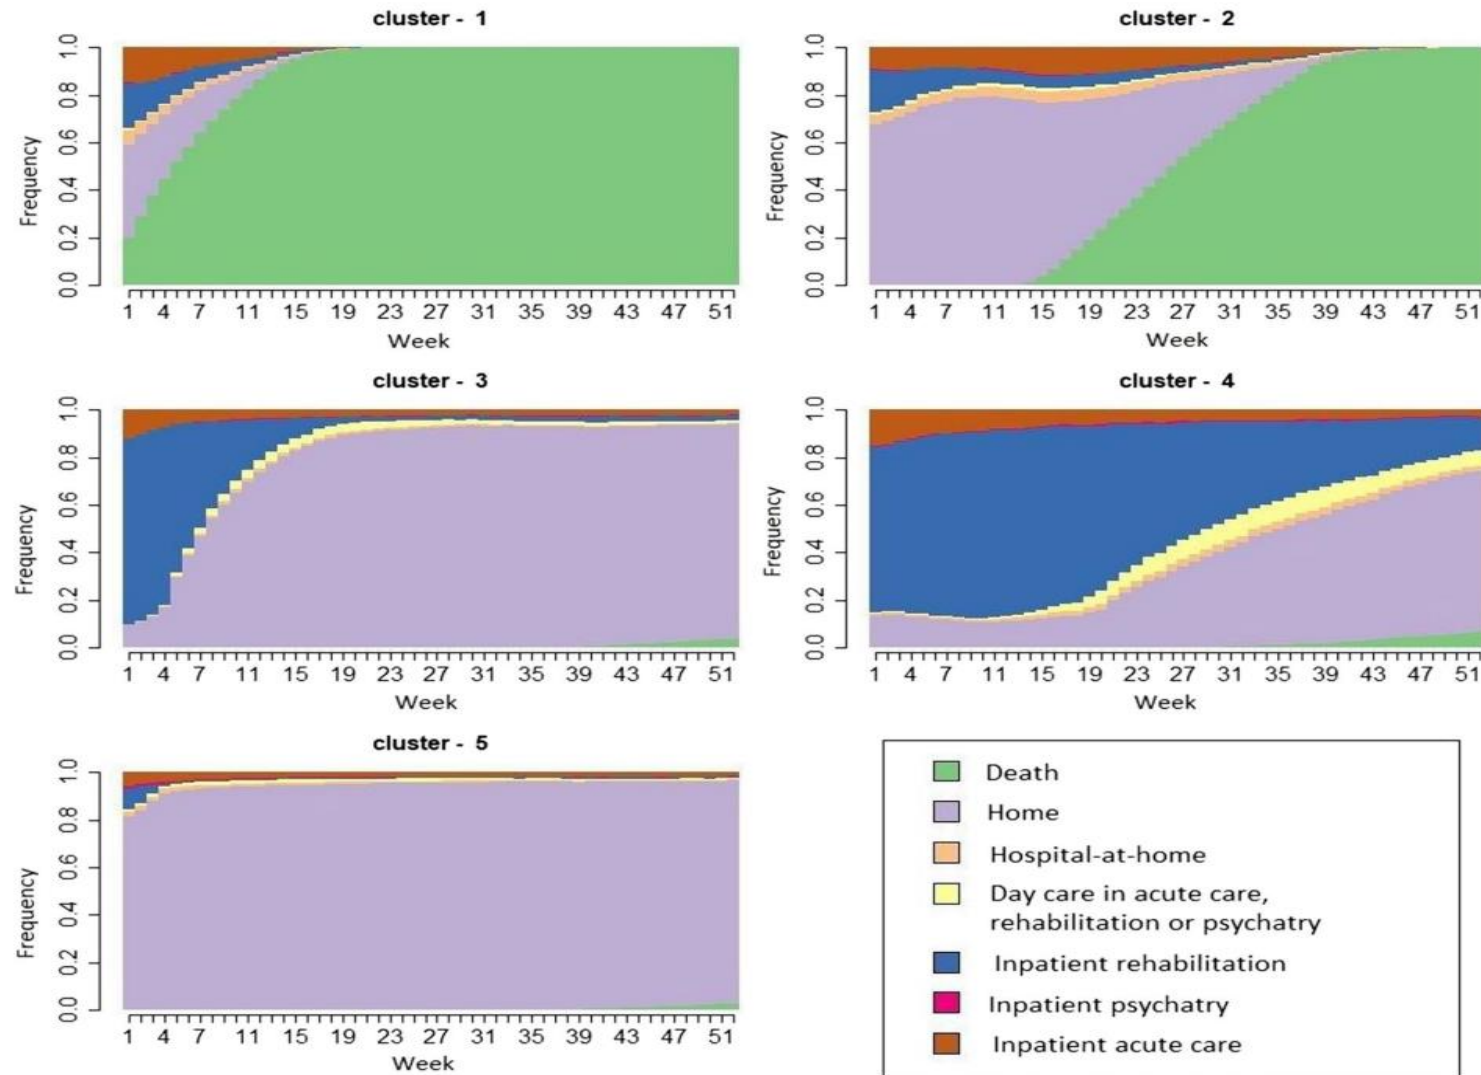 cluster - 1
1.0
0.8
0.6
0.4
0.2
0.0
Frequency
1 4 7 11 15 19 23 27 31 35 39 43 47 51
Week
cluster - 2
1.0
0.8
0.6
0.4
0.2
0.0
Frequency
1 4 7 11 15 19 23 27 31 35 39 43 47 51
Week
cluster - 3
1.0
0.8
0.6
0.4
0.2
0.0
Frequency
1 4 7 11 15 19 23 27 31 35 39 43 47 51
Week
cluster - 4
1.0
0.8
0.6
0.4
0.2
0.0
Frequency
1 4 7 11 15 19 23 27 31 35 39 43 47 51
Week
cluster - 5
1.0
0.8
0.6
0.4
0.2
0.0
Frequency
1 4 7 11 15 19 23 27 31 35 39 43 47 51
Week
Death
Home
Hospital-at-home
Day care in acute care,
rehabilitation or psychatry
Inpatient rehabilitation
Inpatient psychatry
Inpatient acute care